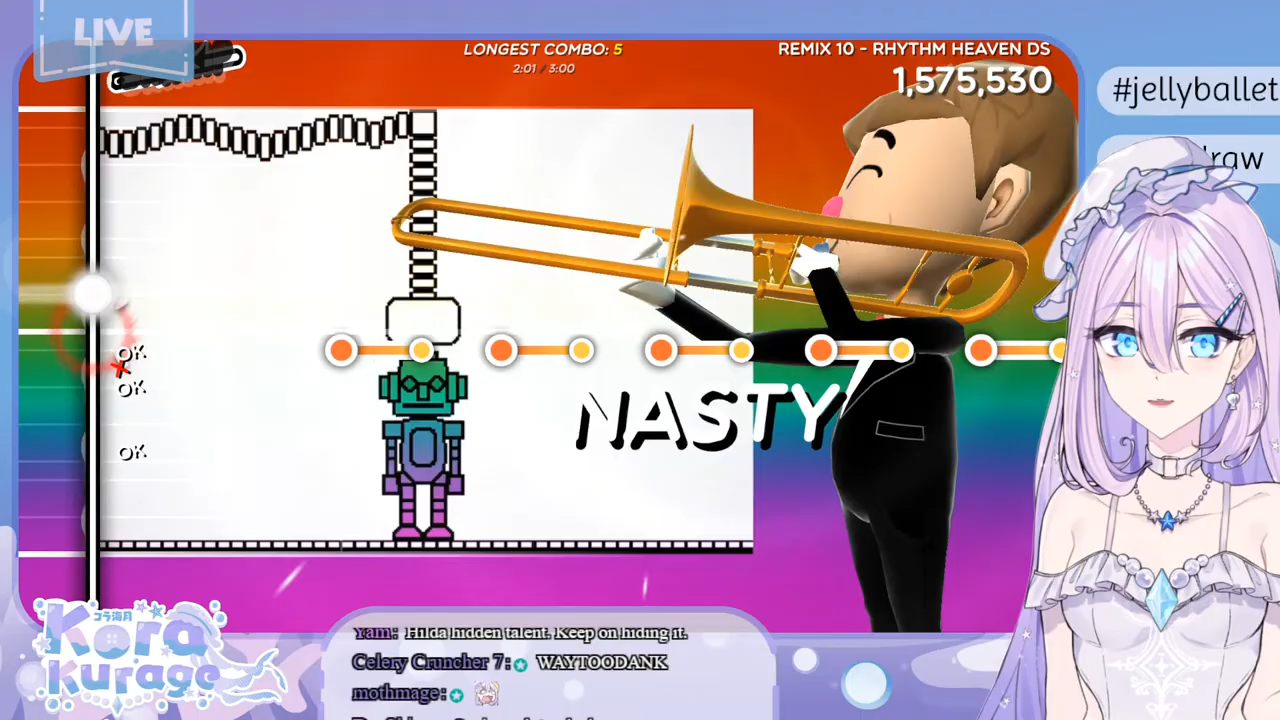 LIVE
LONGEST COMBO: 5
2:01 / 3:00
REMIX 10 - RHYTHM HEAVEN DS
1,575,530
#jellyballet
raw
OK
OK
OK
NASTY
コラ海月
Kora
Kurage
Yam: Hilda hidden talent. Keep on hiding it.
Celery Cruncher 7: WAYTOODANK
mothmage: